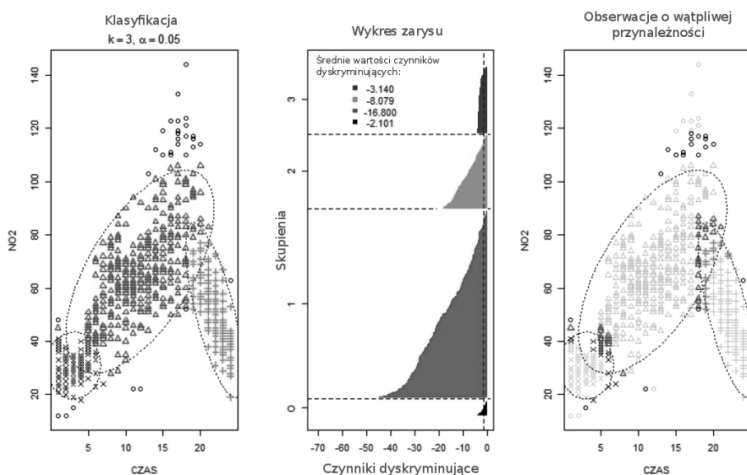 Klasyfikacja
k = 3, α = 0.05
NO2
140
120
100
80
60
40
20
5
10
15
20
CZAS
Wykres zarysu
Średnie wartości czynników
dyskryminujących:
-3.140
-8.079
-16.800
-2.101
Skupienia
3
2
1
0
-70
-60
-50
-40
-30
-20
-10
0
Czynniki dyskryminujące
Obserwacje o wątpliwej
przynależności
NO2
140
120
100
80
60
40
20
5
10
15
20
CZAS